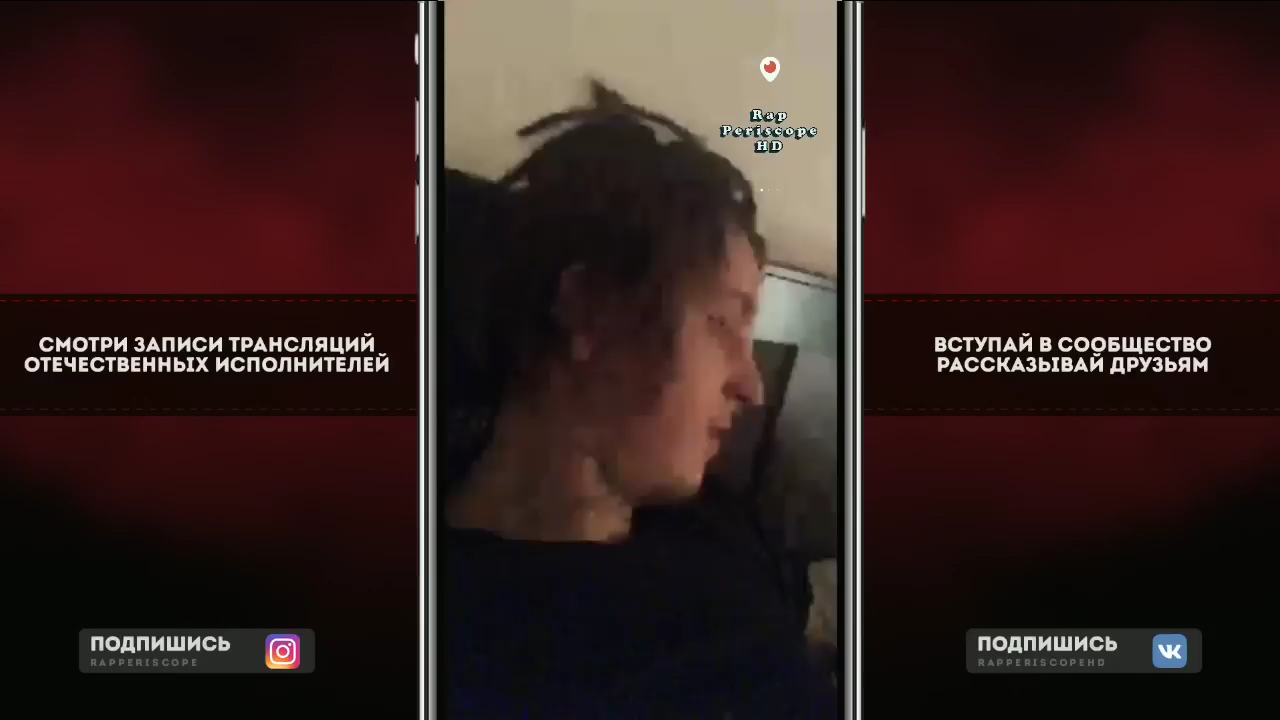 Rap
Periscope
HD
СМОТРИ ЗАПИСИ ТРАНСЛЯЦИЙ
ОТЕЧЕСТВЕННЫХ ИСПОЛНИТЕЛЕЙ
ВСТУПАЙ В СООБЩЕСТВО
РАССКАЗЫВАЙ ДРУЗЬЯМ
ПОДПИШИСЬ
RAPPERISCOPE
ПОДПИШИСЬ
RAPPERISCOPEHD